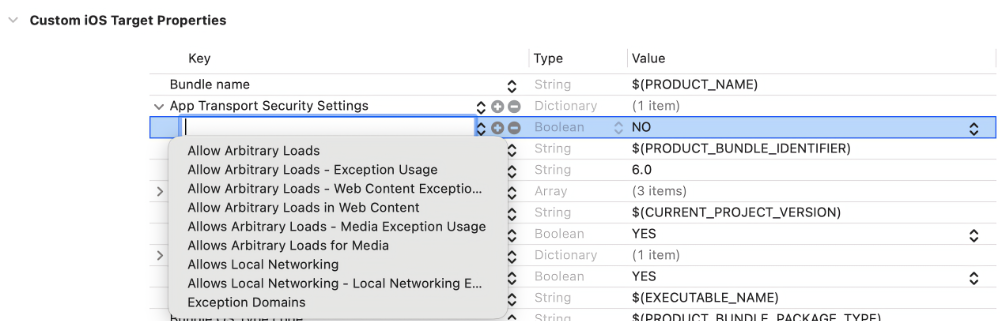 Custom iOS Target Properties
Key Type Value
Bundle name String $(PRODUCT_NAME)
App Transport Security Settings Dictionary (1 item)
Boolean NO
Allow Arbitrary Loads String $(PRODUCT_BUNDLE_IDENTIFIER)
Allow Arbitrary Loads - Exception Usage String 6.0
Allow Arbitrary Loads - Web Content Exceptio... Array (3 items)
Allow Arbitrary Loads in Web Content String $(CURRENT_PROJECT_VERSION)
Allows Arbitrary Loads - Media Exception Usage Boolean YES
Allows Arbitrary Loads for Media Dictionary (1 item)
Allows Local Networking Boolean YES
Allows Local Networking - Local Networking E... String $(EXECUTABLE_NAME)
Exception Domains
String $(PRODUCT_BUNDLE_PACKAGE_TYPE)